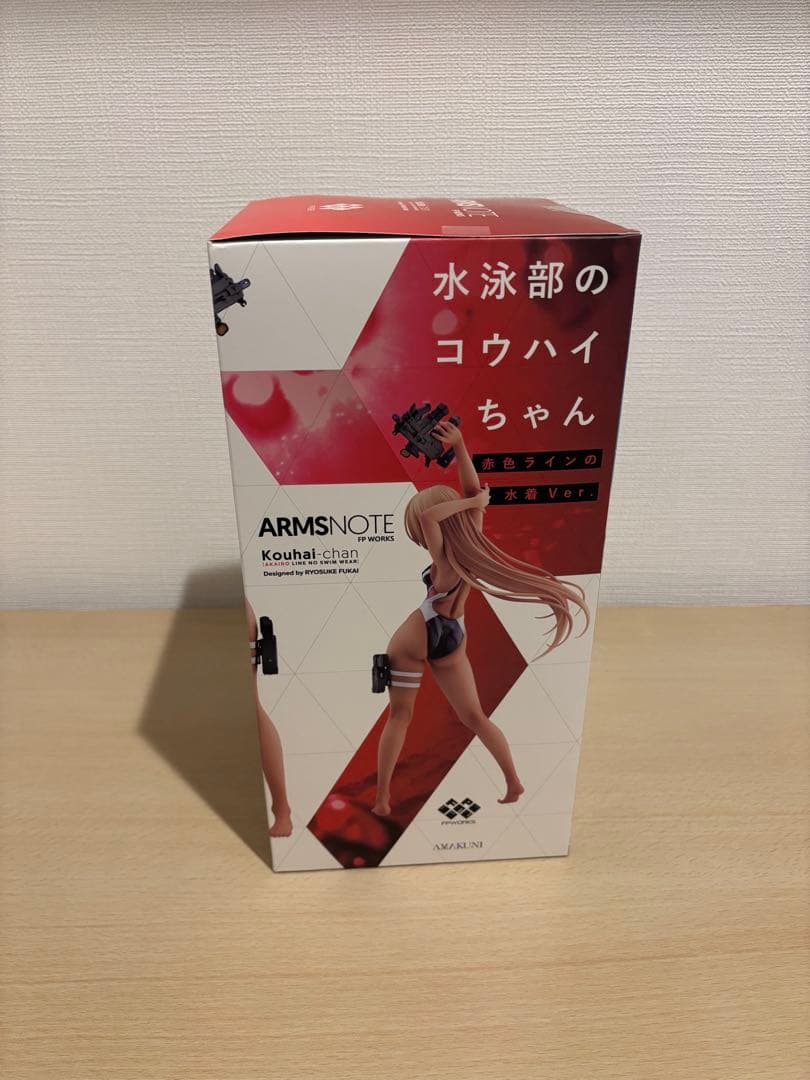 水泳部の
コウハイ
ちゃん
赤色ラインの
水着Ver.
ARMSNOTE
FP WORKS
Kouhai-chan
[AKAIRO LINE NO SWIM WEAR]
Designed by RYOSUKE FUKAI
FPWORKS
AMAKUNI